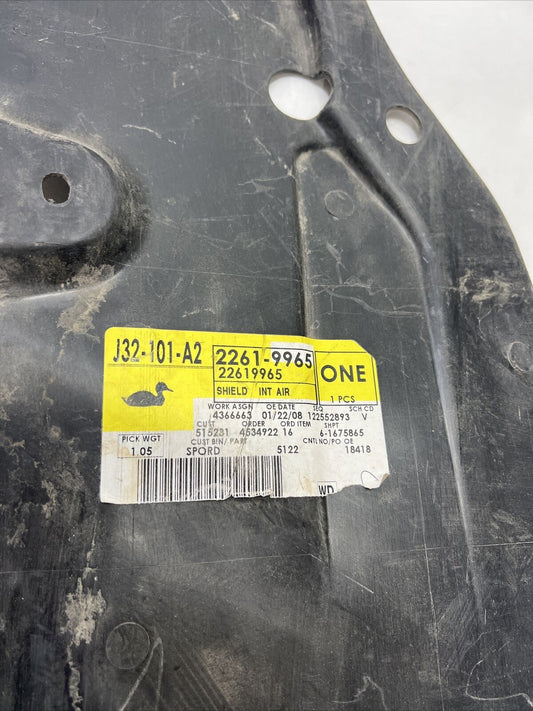 J32-101-A2 2261-9965 ONE
22619965
SHIELD INT AIR 1 PCS
WORK ASGN OE DATE SEQ SCH CD
4366663 01/22/08 122552893 V
CUST ORDER ORD ITEM SHPT
515231 4534922 16 6-1675865
PICK WGT CUST BIN/PART CNTL NO/PO OE
1.05 SPORD 5122 18418
WD